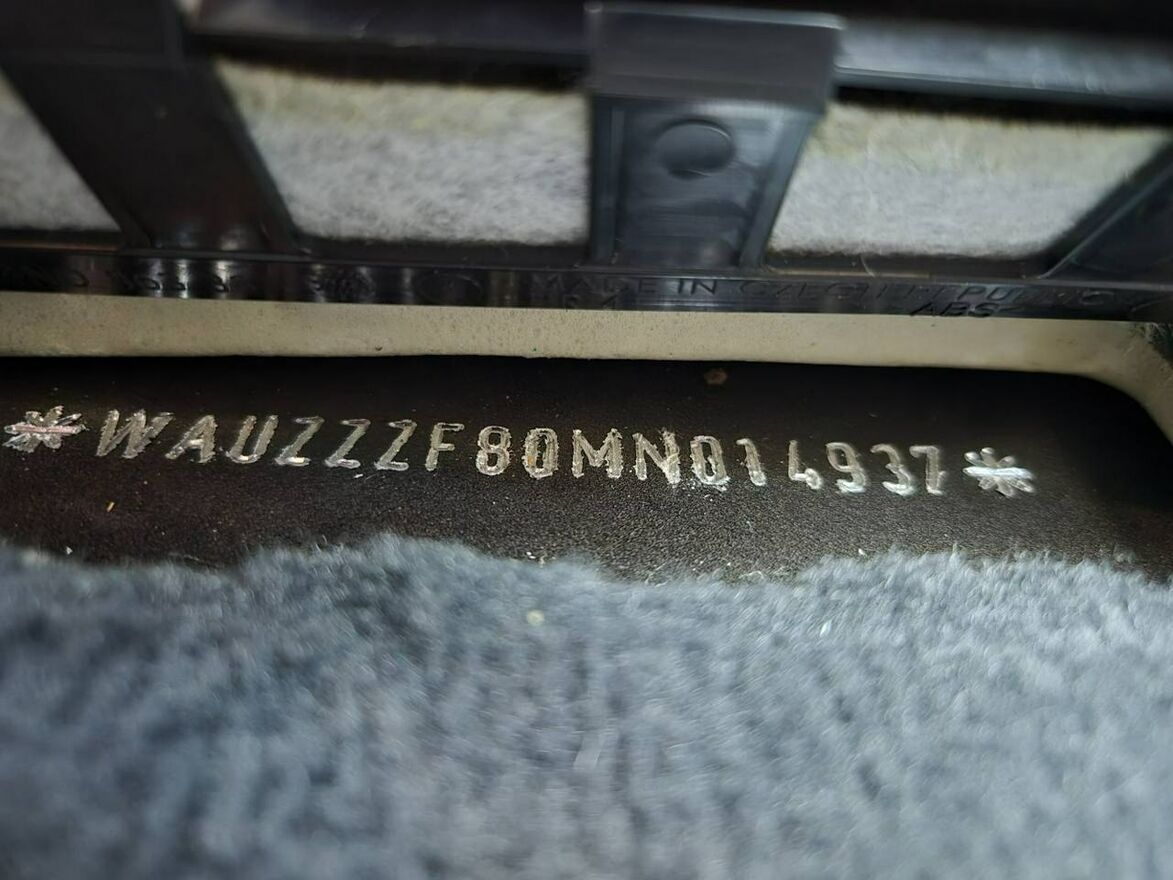 MADE IN CZECH REPUBLIC
ABS
*WAUZZZF80MN014937*